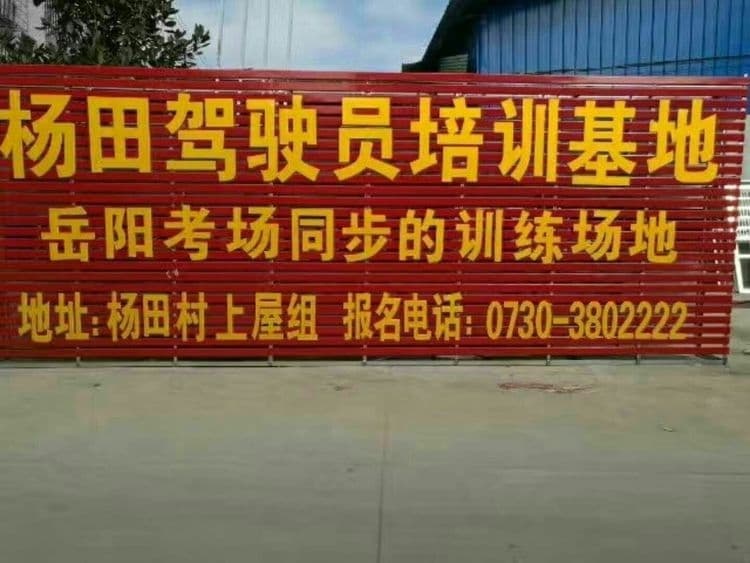 杨田驾驶员培训基地
岳阳考场同步的训练场地
地址:杨田村上屋组 报名电话:0730-3802222